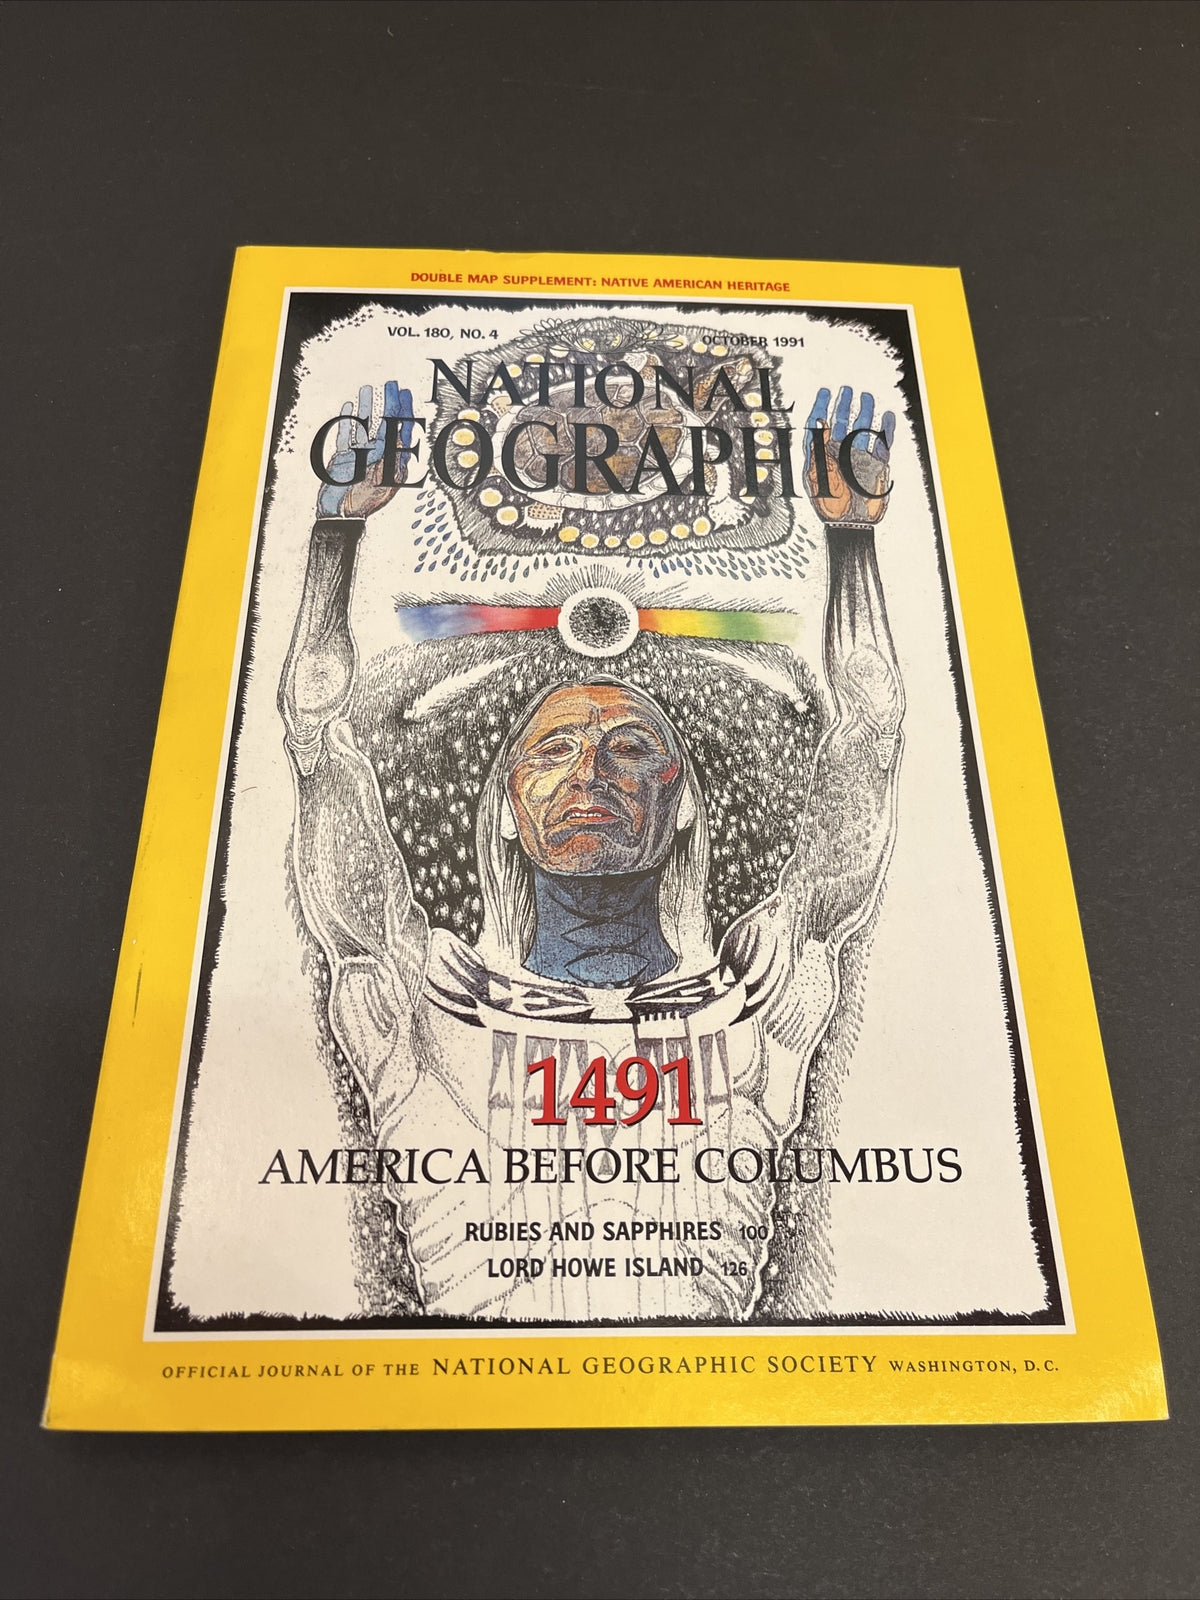 DOUBLE MAP SUPPLEMENT: NATIVE AMERICAN HERITAGE
VOL. 180, NO. 4 OCTOBER 1991
NATIONAL
GEOGRAPHIC
1491
AMERICA BEFORE COLUMBUS
RUBIES AND SAPPHIRES 100
LORD HOWE ISLAND 126
OFFICIAL JOURNAL OF THE NATIONAL GEOGRAPHIC SOCIETY WASHINGTON, D.C.